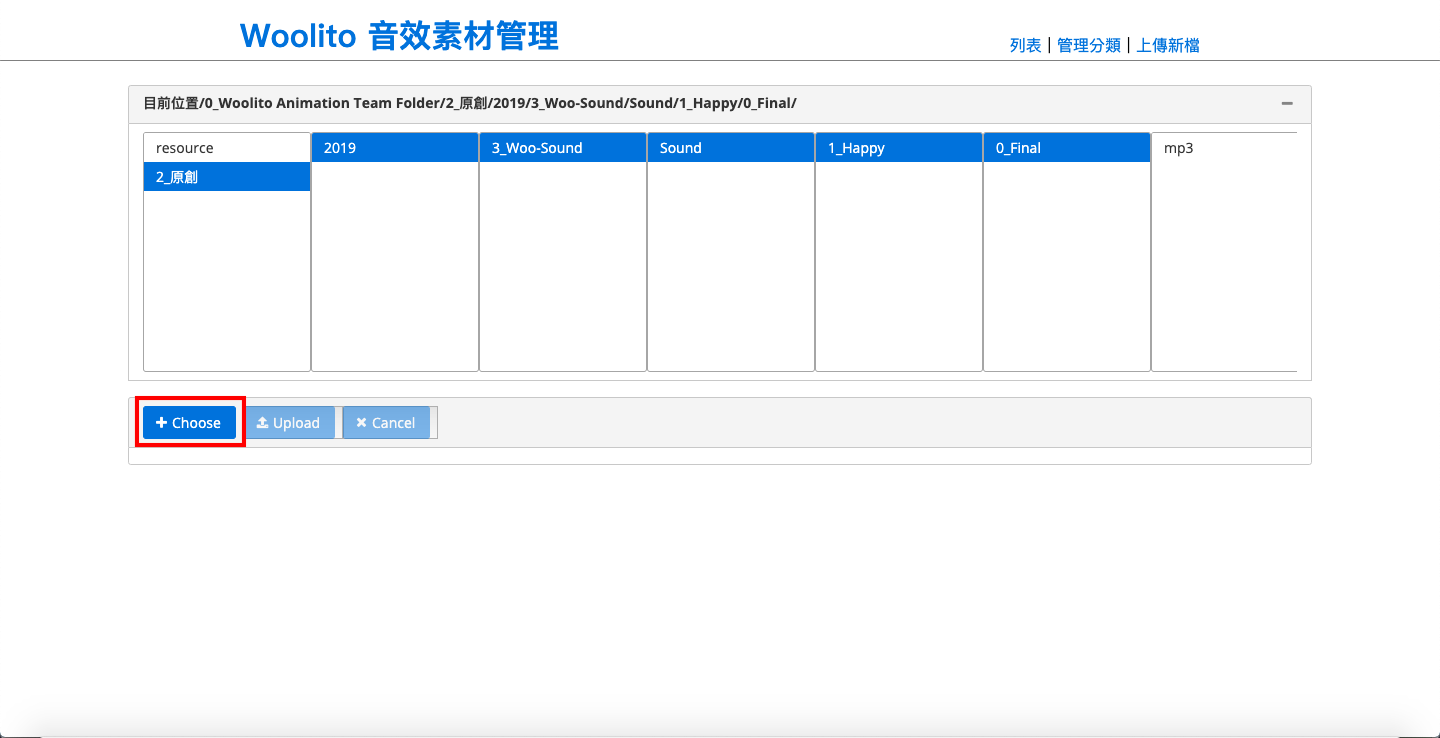 Woolito 音效素材管理
列表 | 管理分類 | 上傳新檔
目前位置/0_Woolito Animation Team Folder/2_原創/2019/3_Woo-Sound/Sound/1_Happy/0_Final/
resource 2019 3_Woo-Sound Sound 1_Happy 0_Final mp3
2_原創
Choose Upload Cancel